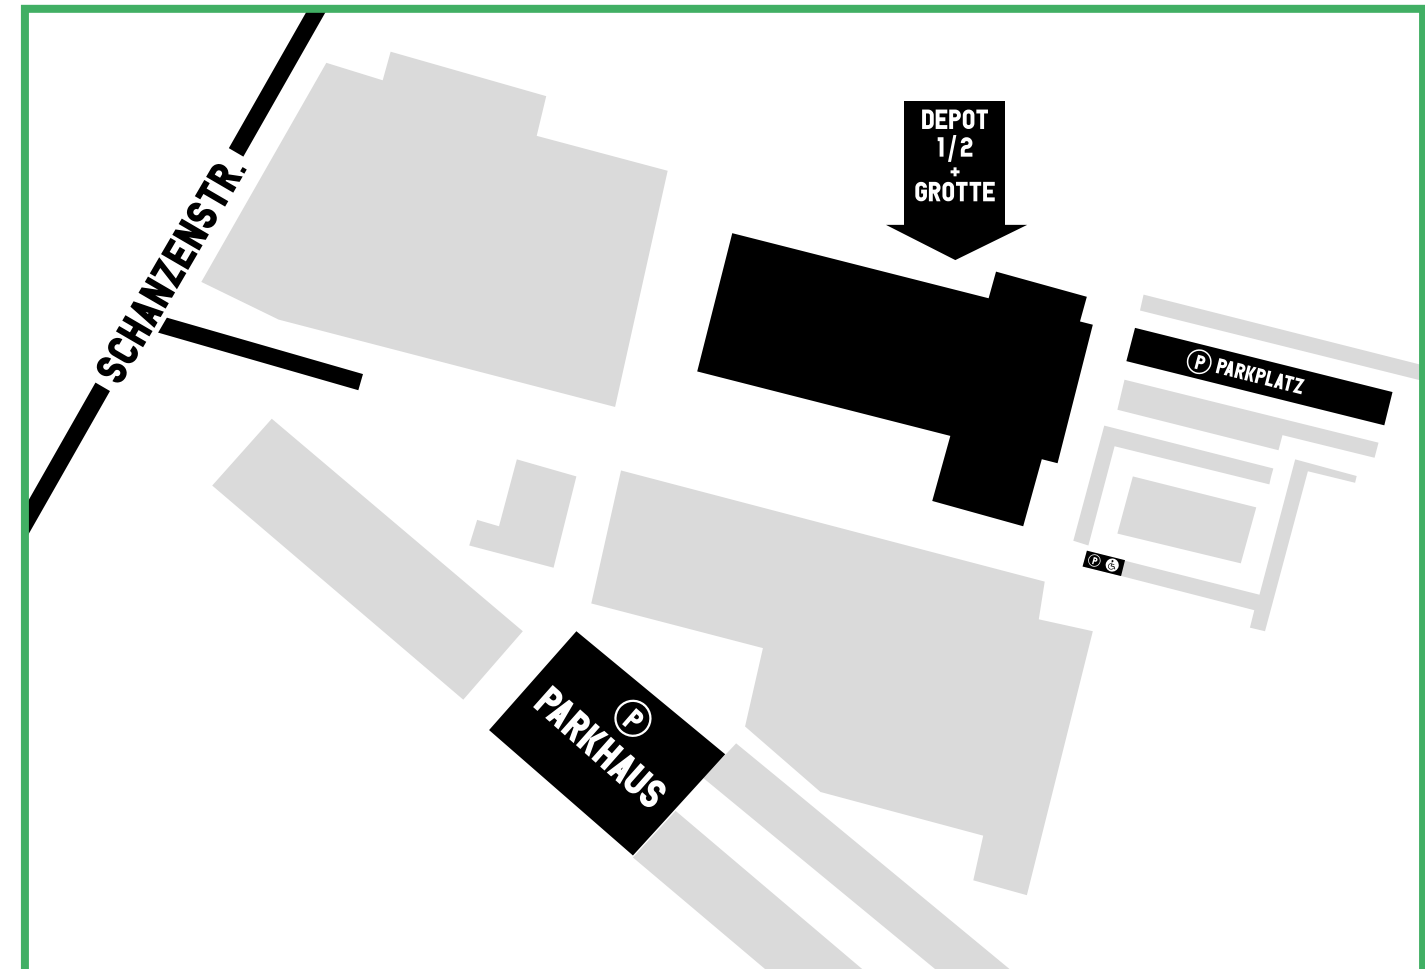 DEPOT
1/2
+
GROTTE
SCHANZENSTR.
P PARKPLATZ
P
P
PARKHAUS